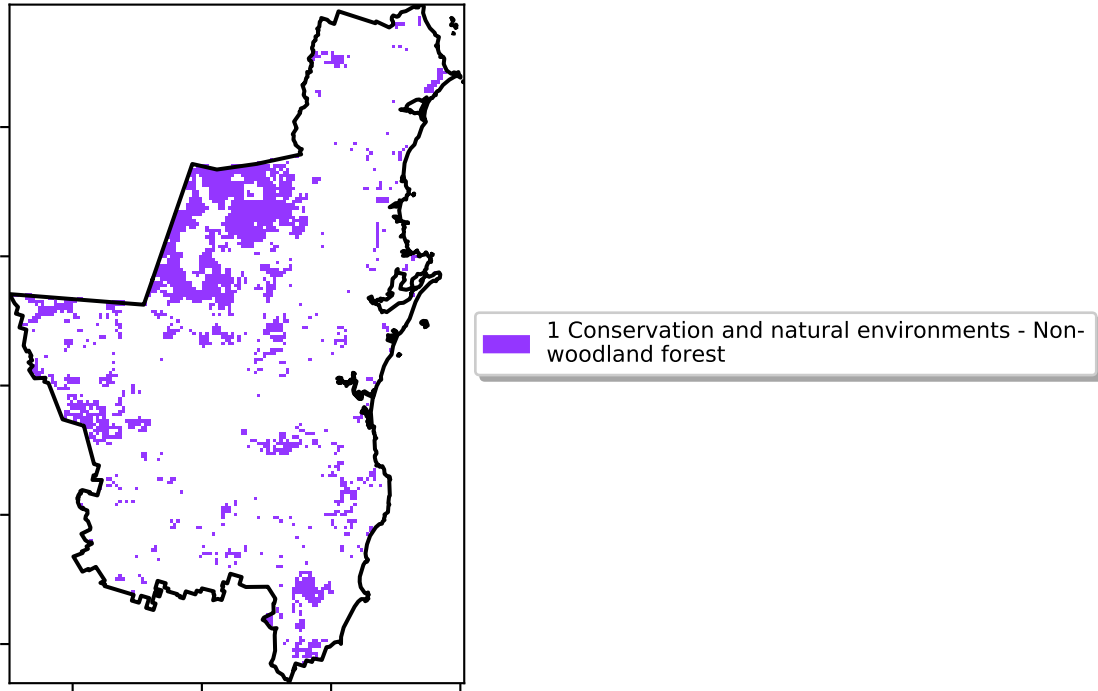 1 Conservation and natural environments - Non-
woodland forest